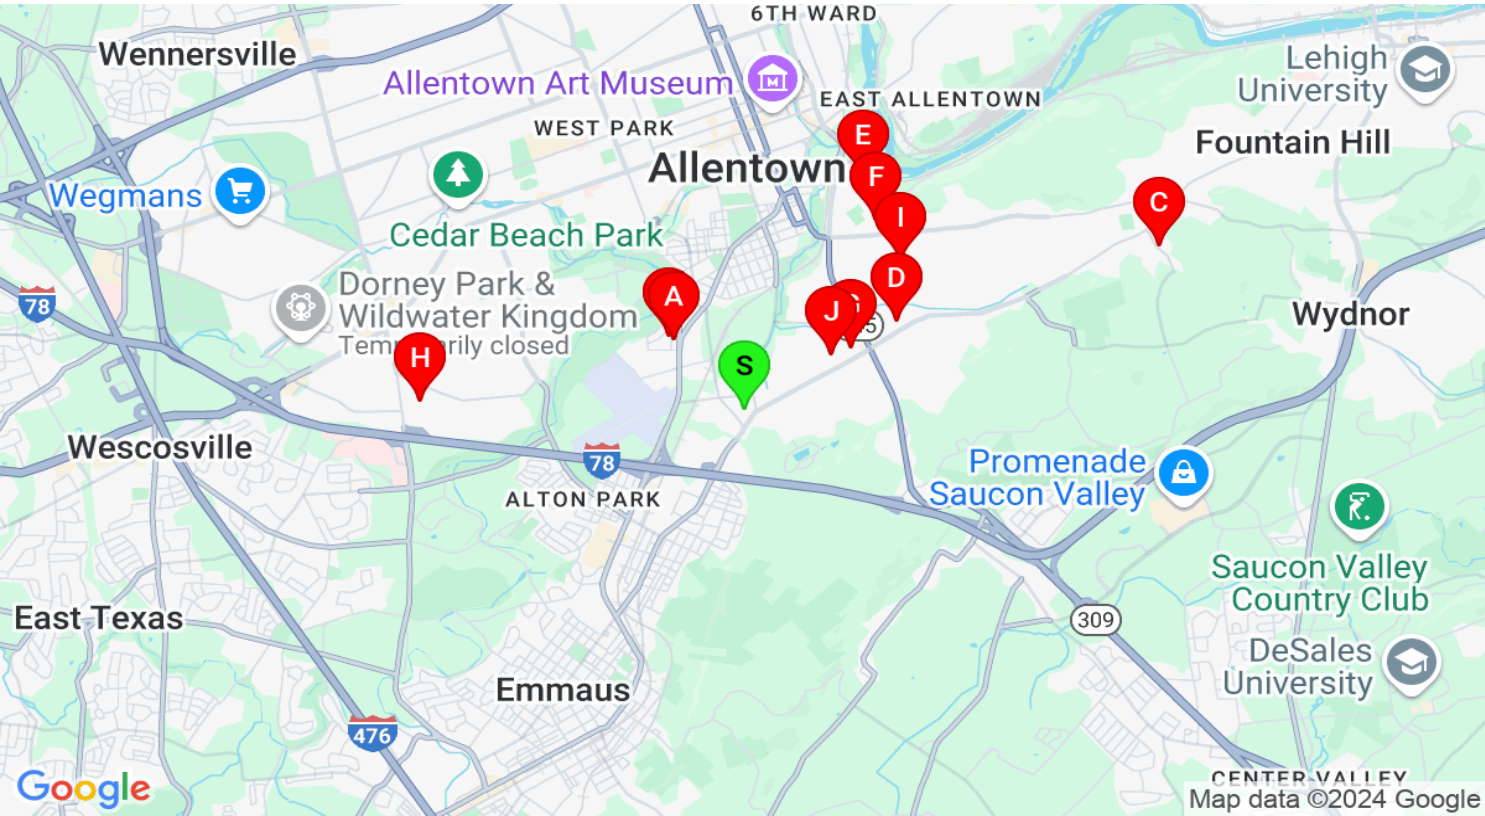 6TH WARD
Wennersville
Lehigh
University
Allentown Art Museum
M
EAST ALLENTOWN
WEST PARK
E
Fountain Hill
Allentown
F
Wegmans
C
I
Cedar Beach Park
D
Dorney Park &
Wildwater Kingdom
Temporarily closed
78
A
J
G
Wydnor
H
S
Wescosville
78
Promenade
Saucon Valley
ALTON PARK
Saucon Valley
Country Club
East Texas
309
DeSales
University
Emmaus
476
CENTER VALLEY
Google
Map data ©2024 Google